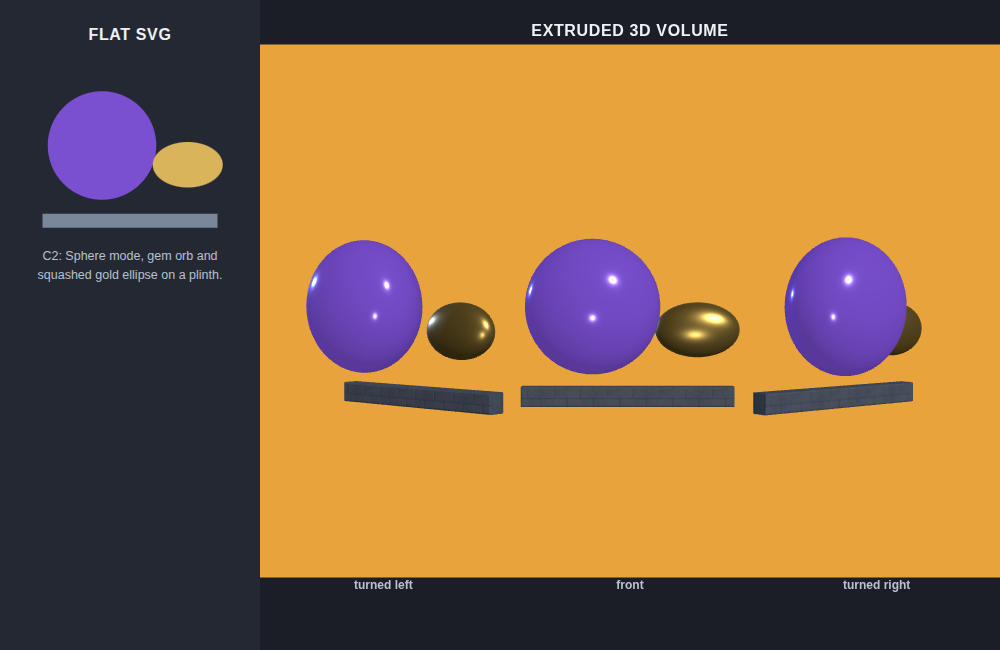 FLAT SVG
C2: Sphere mode, gem orb and
squashed gold ellipse on a plinth.
EXTRUDED 3D VOLUME
turned left
front
turned right